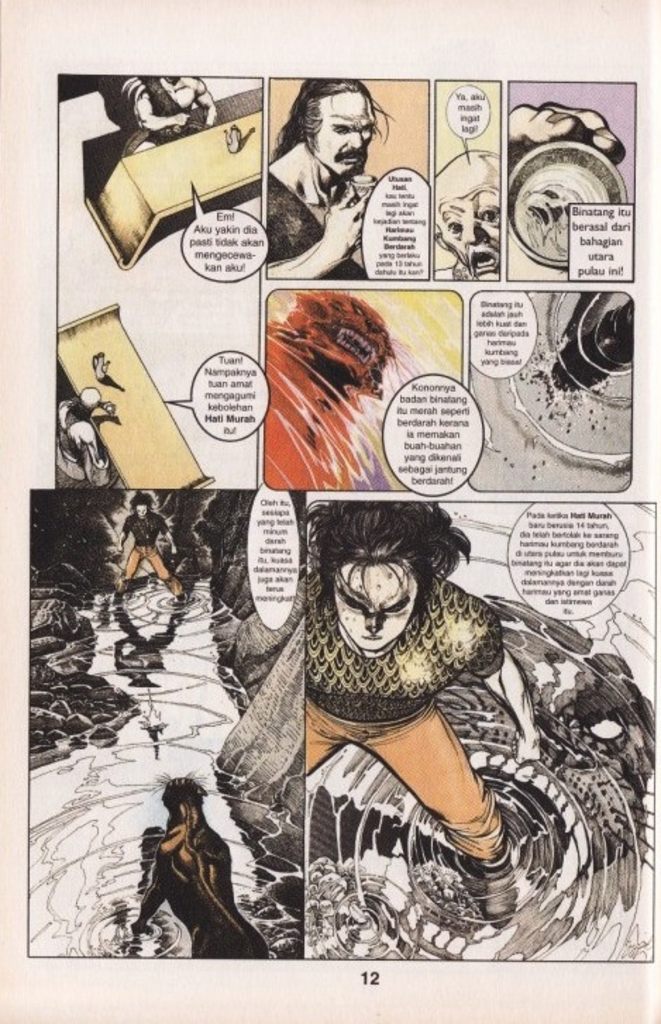 Em!
Aku yakin dia
pasti tidak akan
mengecewa-
kan aku!
Utusan
Hati,
kau tentu
masih ingat
lagi akan
kejadian tentang
Harimau
Kumbang
Berdarah
yang berlaku
pada 13 tahun
dahulu itu kan?
Ya, aku
masih
ingat
lagi!
Binatang itu
berasal dari
bahagian
utara
pulau ini!
Tuan!
Nampaknya
tuan amat
mengagumi
kebolehan
Hati Murah
itu!
Kononnya
badan binatang
itu merah seperti
berdarah kerana
ia memakan
buah-buahan
yang dikenali
sebagai jantung
berdarah!
Binatang itu
adalah jauh
lebih kuat dan
ganas daripada
harimau
kumbang
yang biasa!
Oleh itu,
sesiapa
yang telah
minum
darah
binatang
itu, kuasa
dalamannya
juga akan
terus
meningkat!
Pada ketika Hati Murah
baru berusia 14 tahun,
dia telah bertolak ke sarang
harimau kumbang berdarah
di utara pulau untuk memburu
binatang itu agar dia akan dapat
meningkatkan lagi kuasa
dalamannya dengan darah
harimau yang amat ganas
dan istimewa
itu.
12